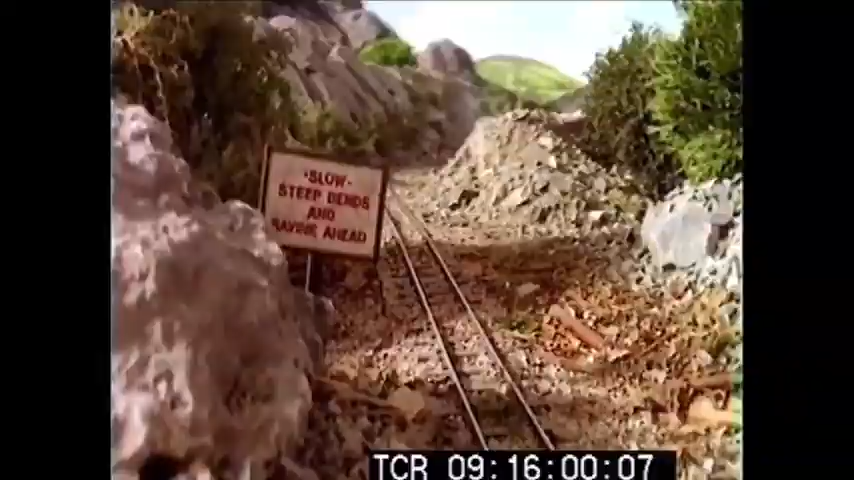 ·SLOW·
STEEP BENDS
AND
RAVINE AHEAD
TCR 09:16:00:07